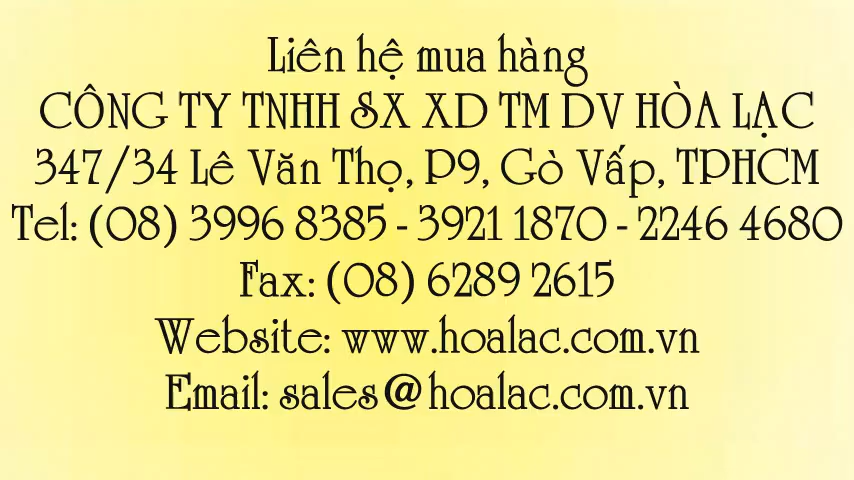 Liên hệ mua hàng
CÔNG TY TNHH SX XD TM DV HÒA LẠC
347/34 Lê Văn Thọ, P9, Gò Vấp, TPHCM
Tel: (08) 3996 8385 - 3921 1870 - 2246 4680
Fax: (08) 6289 2615
Website: www.hoalac.com.vn
Email: sales@hoalac.com.vn